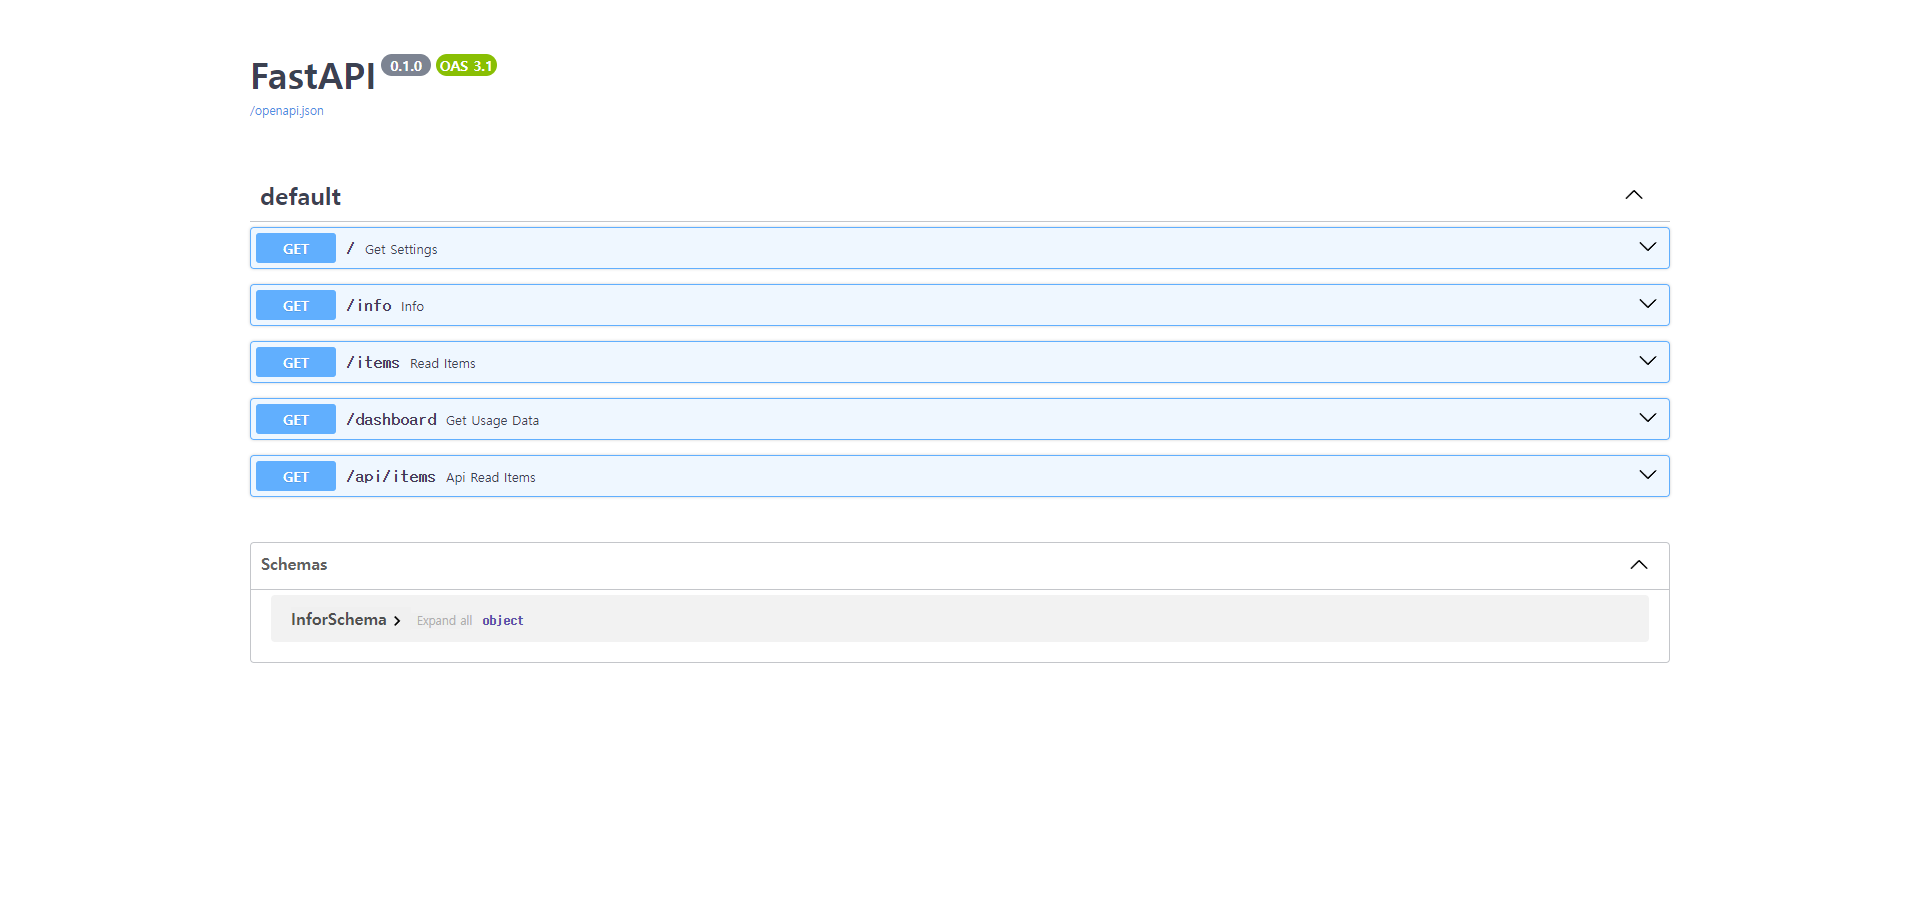 FastAPI 0.1.0 OAS 3.1
/openapi.json
default
GET / Get Settings
GET /info Info
GET /items Read Items
GET /dashboard Get Usage Data
GET /api/items Api Read Items
Schemas
InforSchema Expand all object